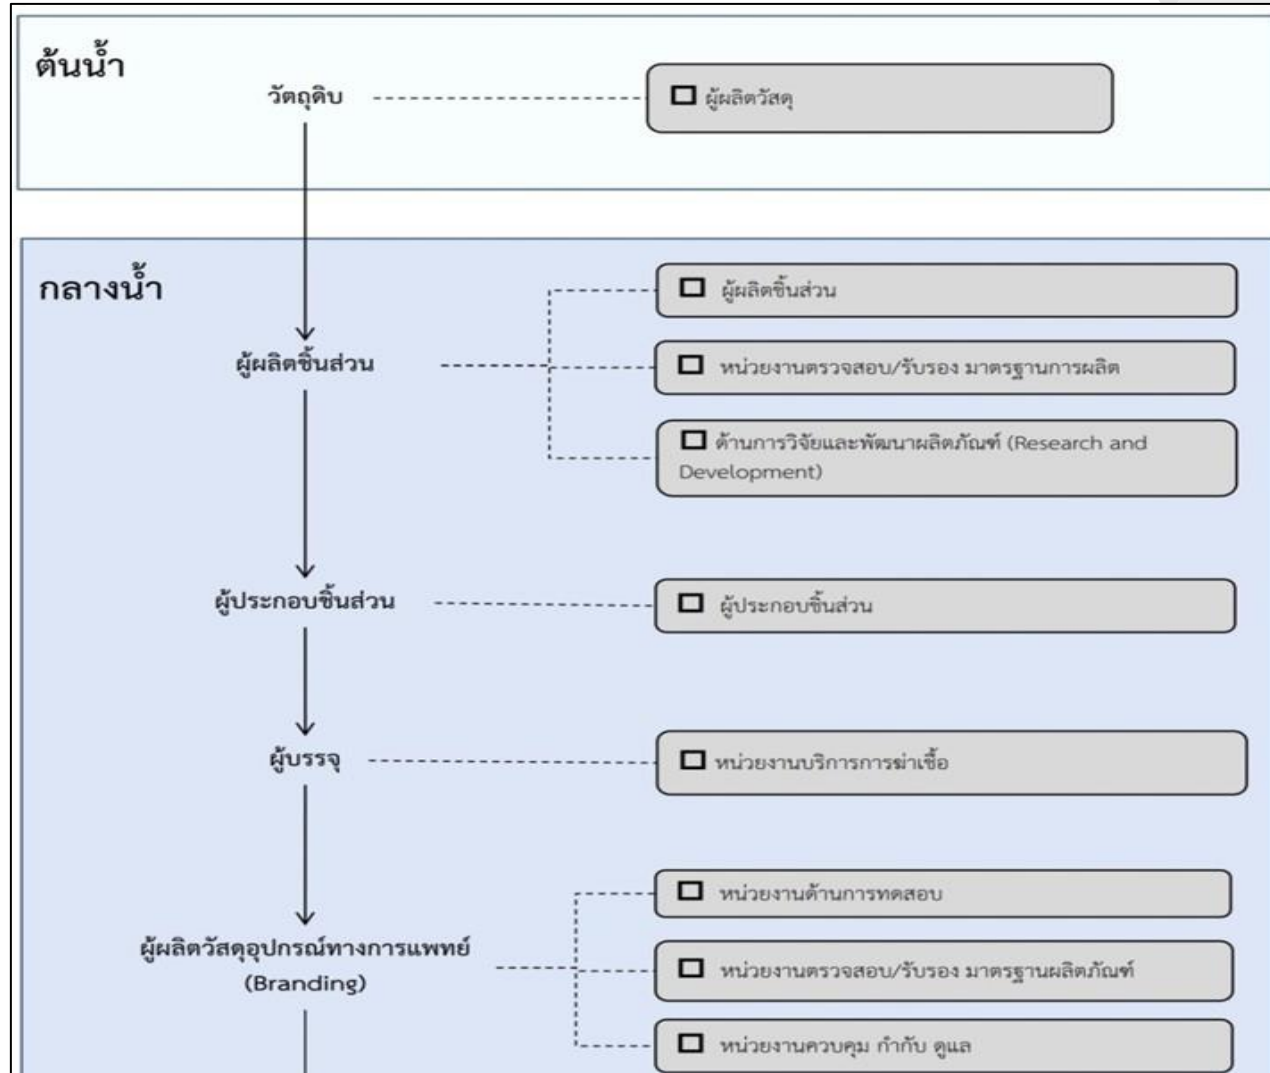 ต้นน้ำ
วัตถุดิบ
☐ ผู้ผลิตวัสดุ
กลางน้ำ
☐ ผู้ผลิตชิ้นส่วน
ผู้ผลิตชิ้นส่วน
☐ หน่วยงานตรวจสอบ/รับรอง มาตรฐานการผลิต
☐ ด้านการวิจัยและพัฒนาผลิตภัณฑ์ (Research and
Development)
ผู้ประกอบชิ้นส่วน
☐ ผู้ประกอบชิ้นส่วน
ผู้บรรจุ
☐ หน่วยงานบริการการฆ่าเชื้อ
☐ หน่วยงานด้านการทดสอบ
ผู้ผลิตวัสดุอุปกรณ์ทางการแพทย์
(Branding)
☐ หน่วยงานตรวจสอบ/รับรอง มาตรฐานผลิตภัณฑ์
☐ หน่วยงานควบคุม กำกับ ดูแล